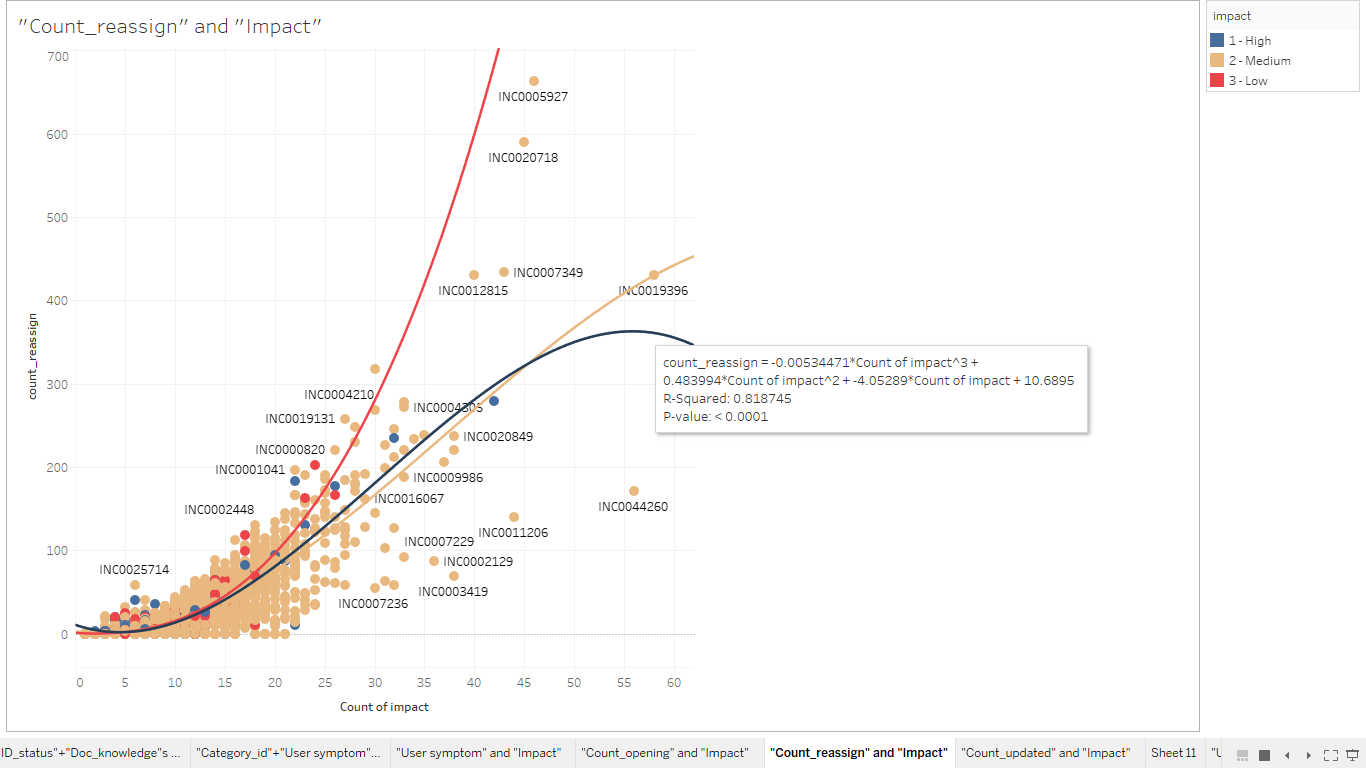 "Count_reassign" and "Impact"
impact
1 - High
2 - Medium
3 - Low
700
600
500
400
300
200
100
0
count_reassign
INC0005927
INC0020718
INC0007349
INC0012815
INC0019396
INC0004210
INC0004305
INC0019131
INC0020849
INC0000820
INC0001041
INC0009986
INC0016067
INC0044260
INC0002448
INC0011206
INC0007229
INC0002129
INC0025714
INC0003419
INC0007236
count_reassign = -0.00534471*Count of impact^3 +
0.483994*Count of impact^2 + -4.05289*Count of impact + 10.6895
R-Squared: 0.818745
P-value: < 0.0001
0 5 10 15 20 25 30 35 40 45 50 55 60
Count of impact
ID_status"+"Doc_knowledge"s ...
"Category_id"+"User symptom"...
"User symptom" and "Impact"
"Count_opening" and "Impact"
"Count_reassign" and "Impact"
"Count_updated" and "Impact"
Sheet 11
"U